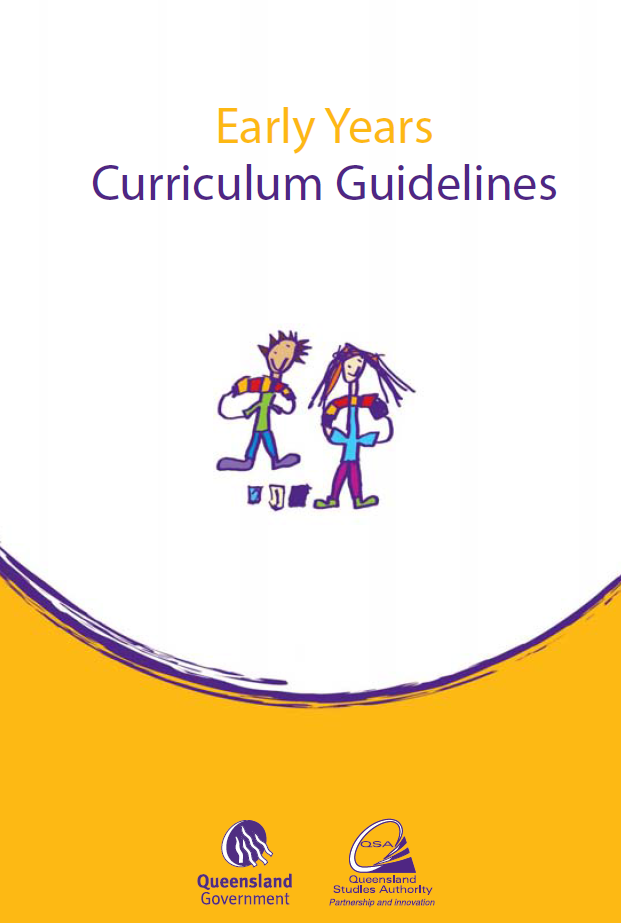 Early Years
Curriculum Guidelines
Queensland
Government
QSA
Queensland
Studies Authority
Partnership and innovation